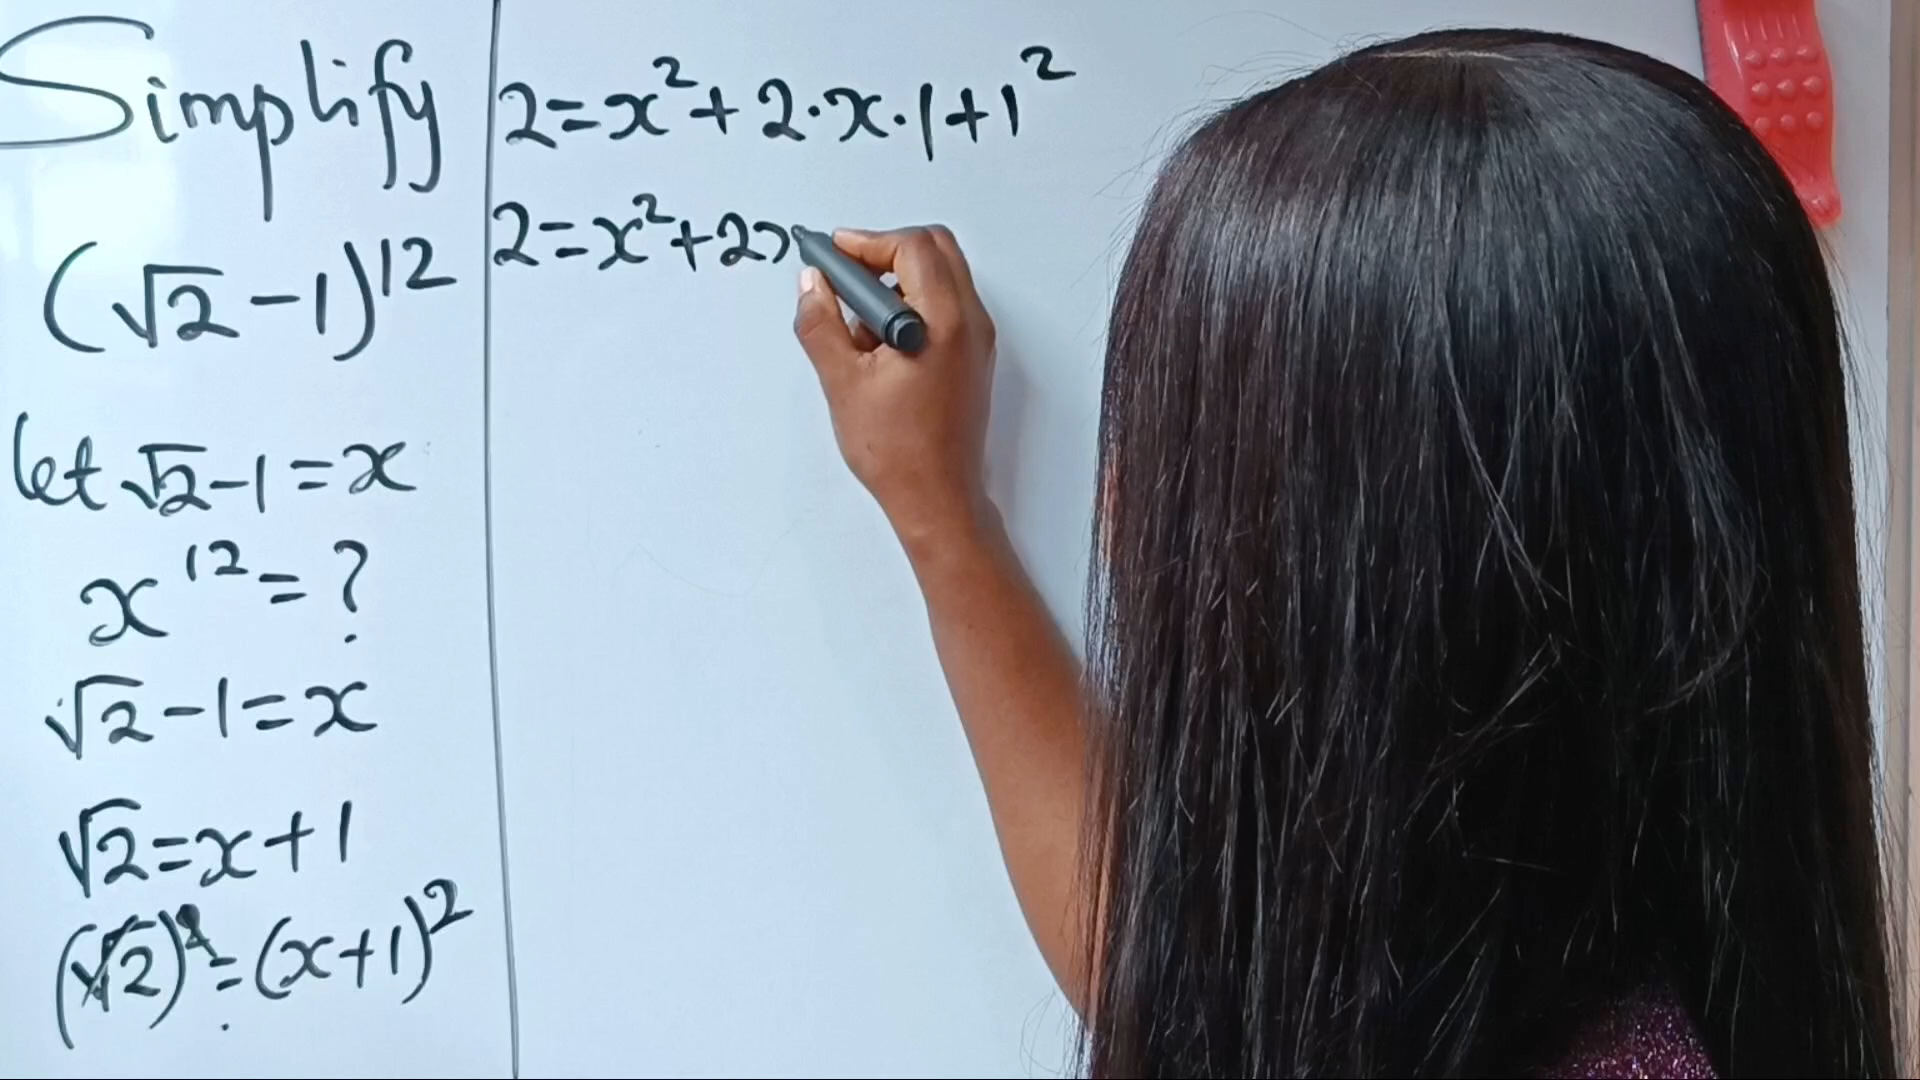 Simplify
(√2-1)^12
let √2-1=x
x^12=?
√2-1=x
√2=x+1
(√2)^2=(x+1)^2
2=x^2+2·x·1+1^2
2=x^2+2x